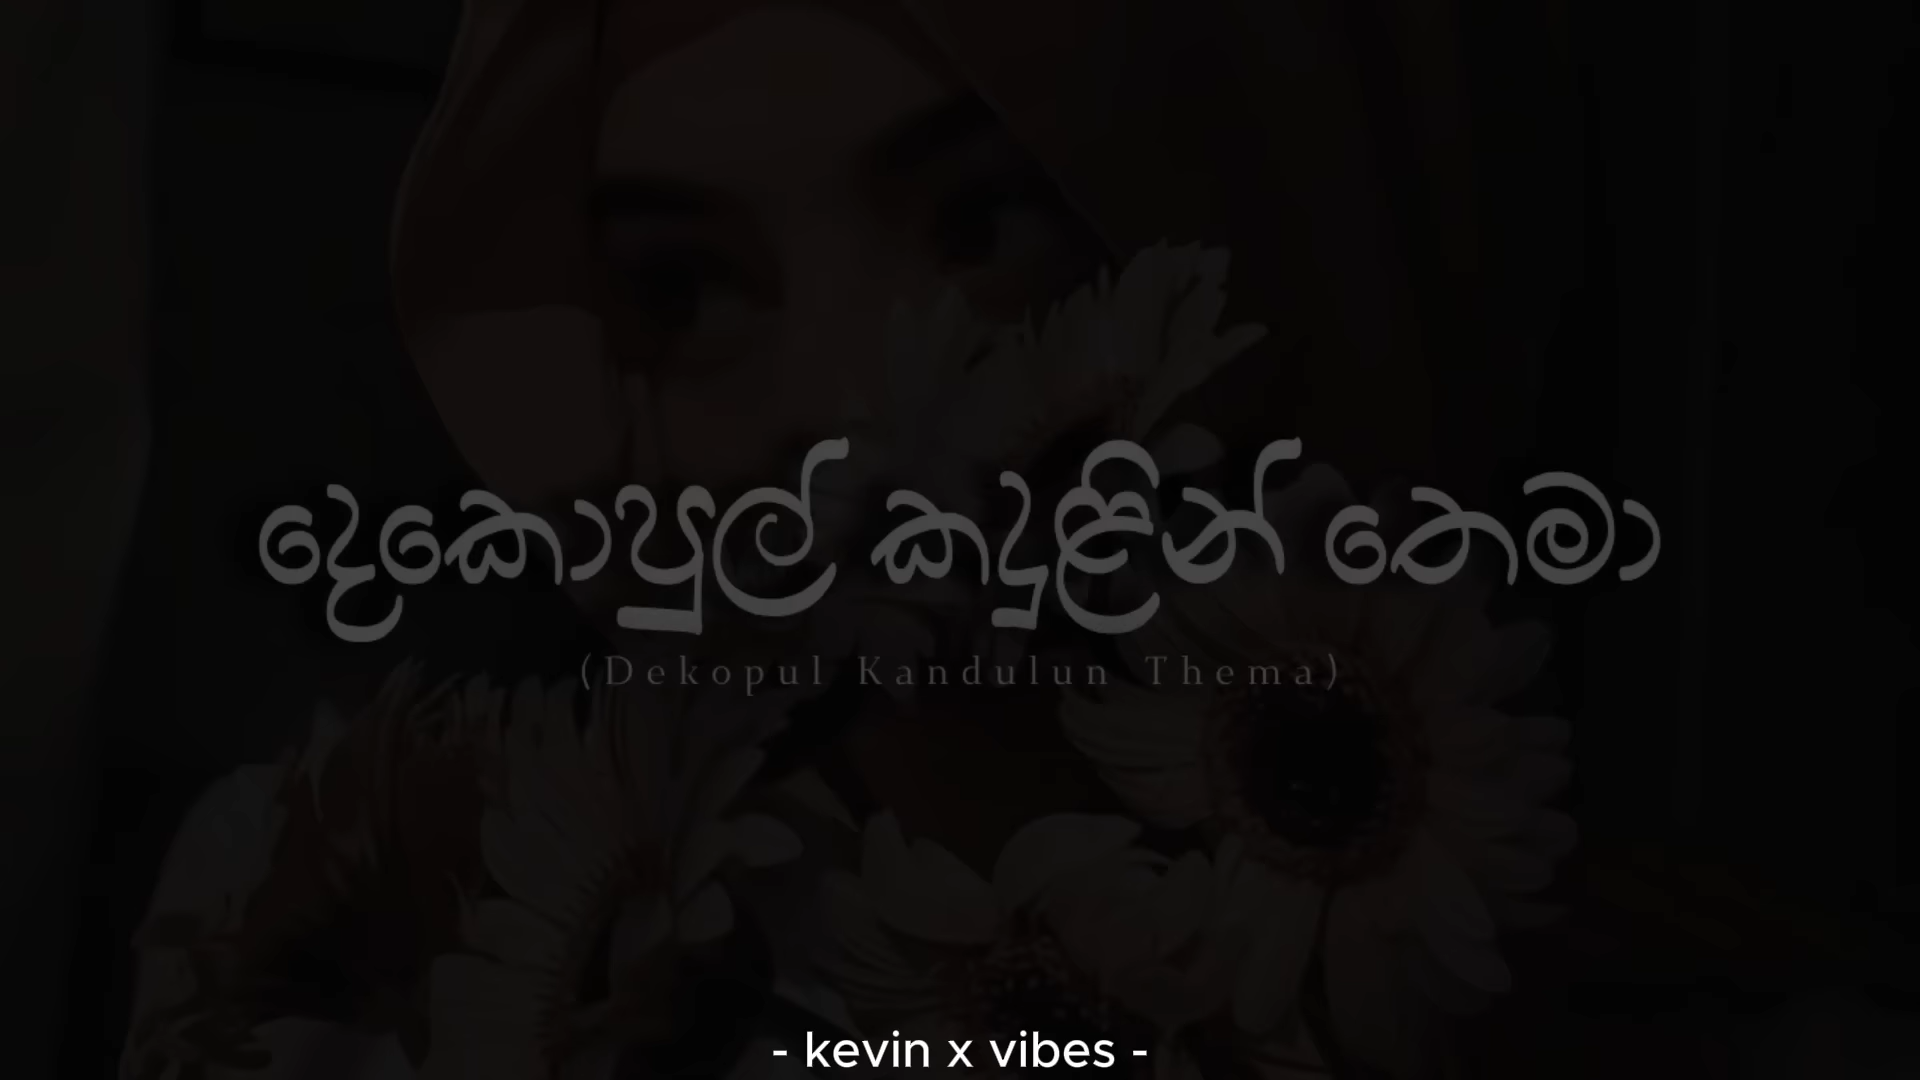 දෙකොපුල් කඳුළින් තෙමා
(Dekopul Kandulun Thema)
- kevin x vibes -